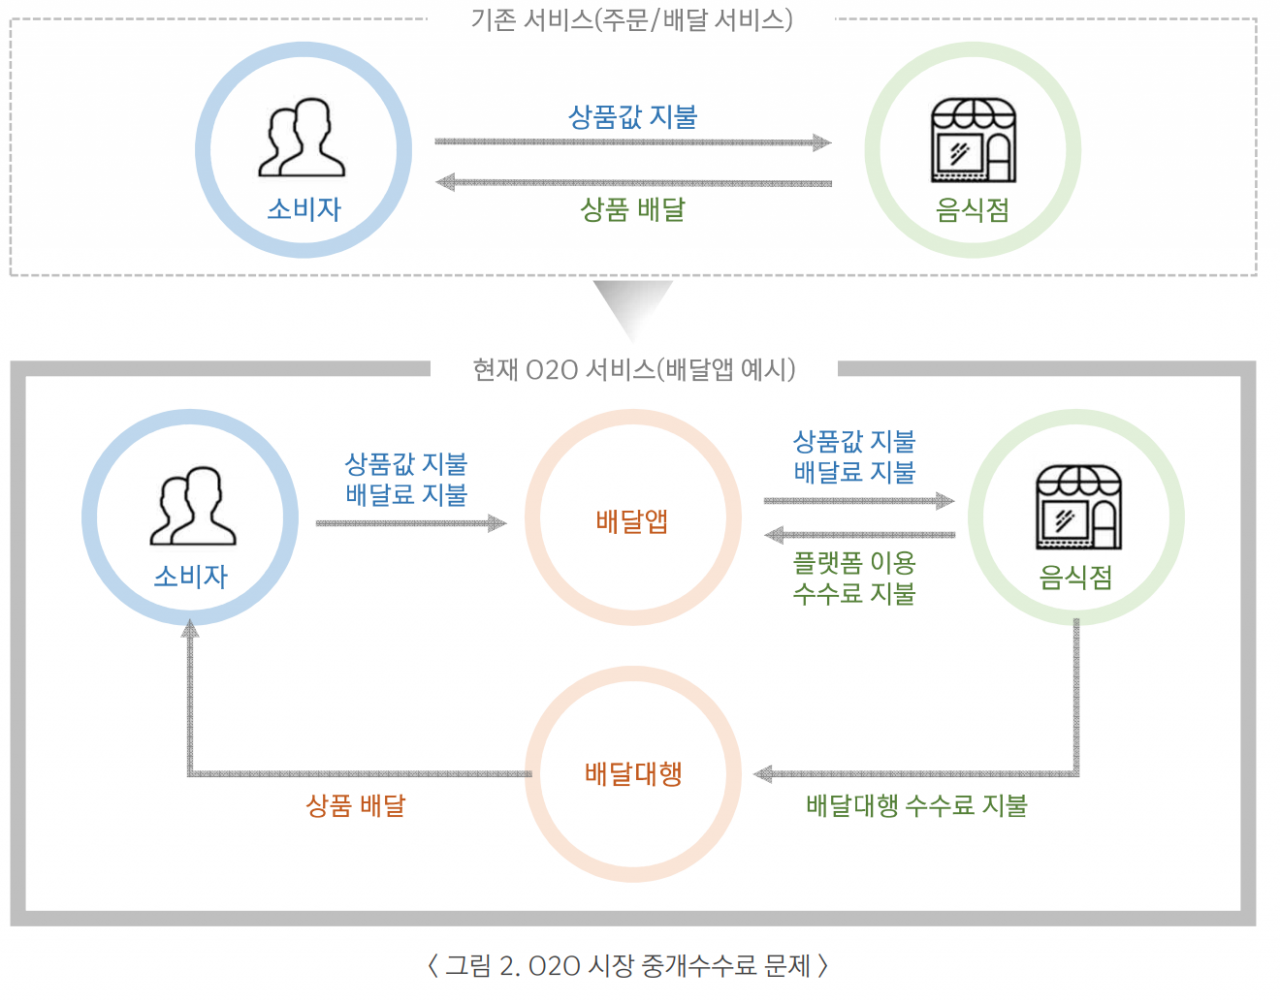 기존 서비스(주문/배달 서비스)
상품값 지불
소비자
상품 배달
음식점
현재 O2O 서비스(배달앱 예시)
상품값 지불
배달료 지불
상품값 지불
배달료 지불
배달앱
플랫폼 이용
수수료 지불
소비자
음식점
배달대행
상품 배달
배달대행 수수료 지불
〈 그림 2. O2O 시장 중개수수료 문제 〉